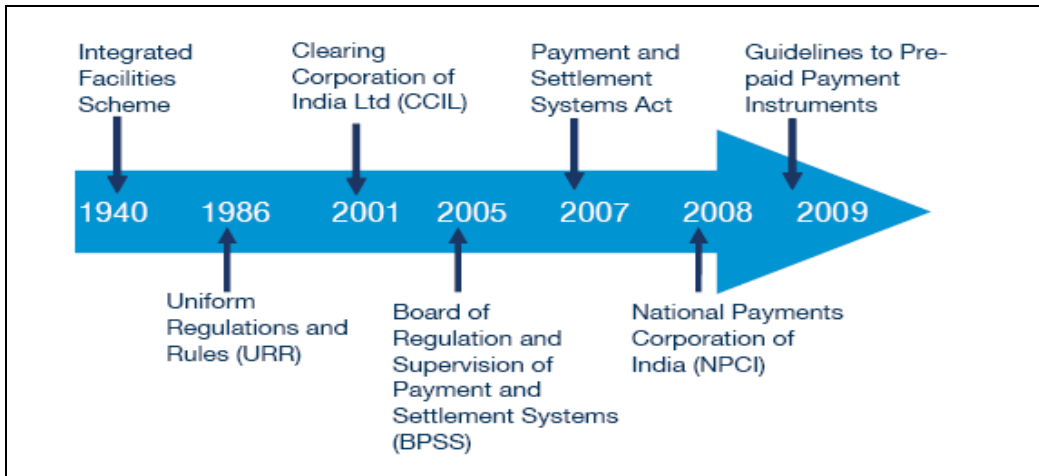 Integrated
Facilities
Scheme
Clearing
Corporation of
India Ltd (CCIL)
Payment and
Settlement
Systems Act
Guidelines to Pre-
paid Payment
Instruments
1940 1986 2001 2005 2007 2008 2009
Uniform
Regulations and
Rules (URR)
Board of
Regulation and
Supervision of
Payment and
Settlement Systems
(BPSS)
National Payments
Corporation of
India (NPCI)